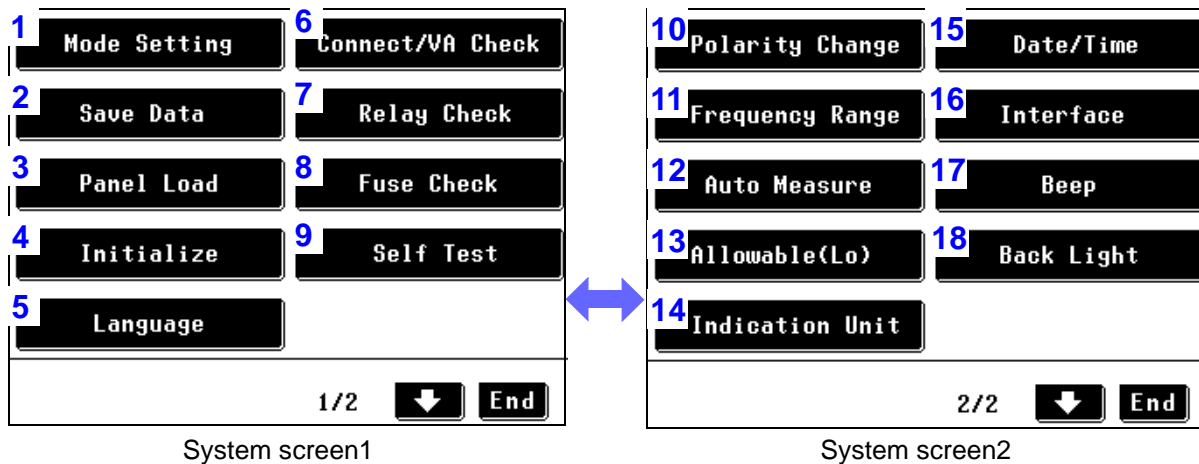 1 Mode Setting
2 Save Data
3 Panel Load
4 Initialize
5 Language
6 Connect/VA Check
7 Relay Check
8 Fuse Check
9 Self Test
1/2 End
System screen1
10 Polarity Change
11 Frequency Range
12 Auto Measure
13 Allowable(Lo)
14 Indication Unit
15 Date/Time
16 Interface
17 Beep
18 Back Light
2/2 End
System screen2